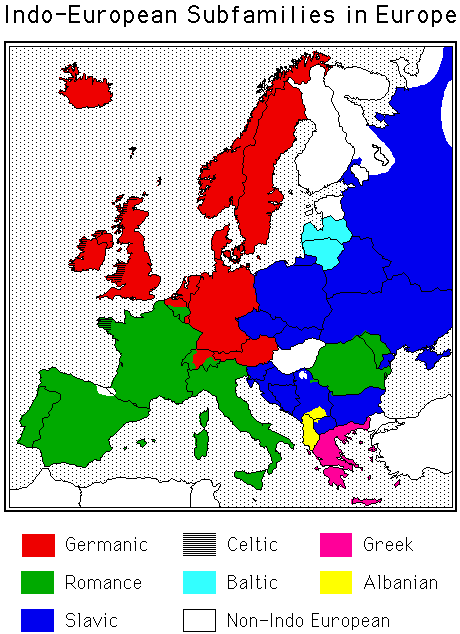 Indo-European Subfamilies in Europe
Germanic
Celtic
Greek
Romance
Baltic
Albanian
Slavic
Non-Indo European